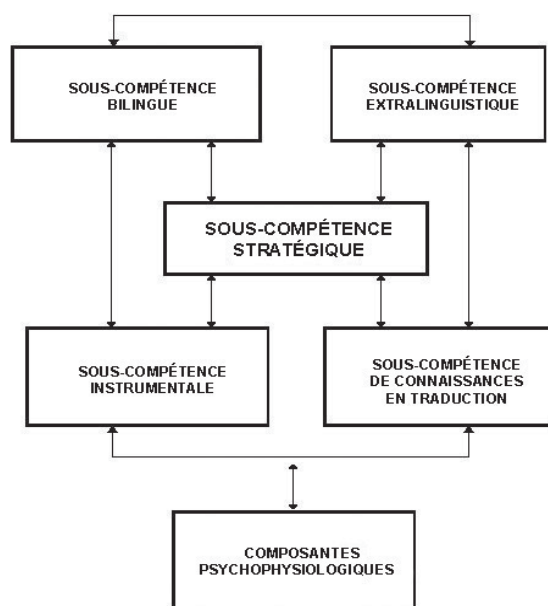 SOUS-COMPÉTENCE
BILINGUE
SOUS-COMPÉTENCE
EXTRALINGUISTIQUE
SOUS-COMPÉTENCE
STRATÉGIQUE
SOUS-COMPÉTENCE
INSTRUMENTALE
SOUS-COMPÉTENCE
DE CONNAISSANCES
EN TRADUCTION
COMPOSANTES
PSYCHOPHYSIOLOGIQUES